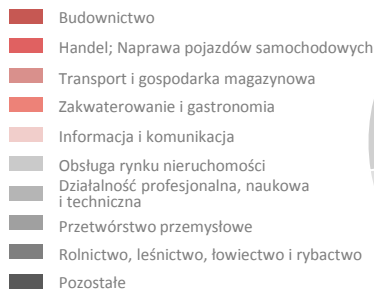 Budownictwo
Handel; Naprawa pojazdów samochodowych
Transport i gospodarka magazynowa
Zakwaterowanie i gastronomia
Informacja i komunikacja
Obsługa rynku nieruchomości
Działalność profesjonalna, naukowa
i techniczna
Przetwórstwo przemysłowe
Rolnictwo, leśnictwo, łowiectwo i rybactwo
Pozostałe